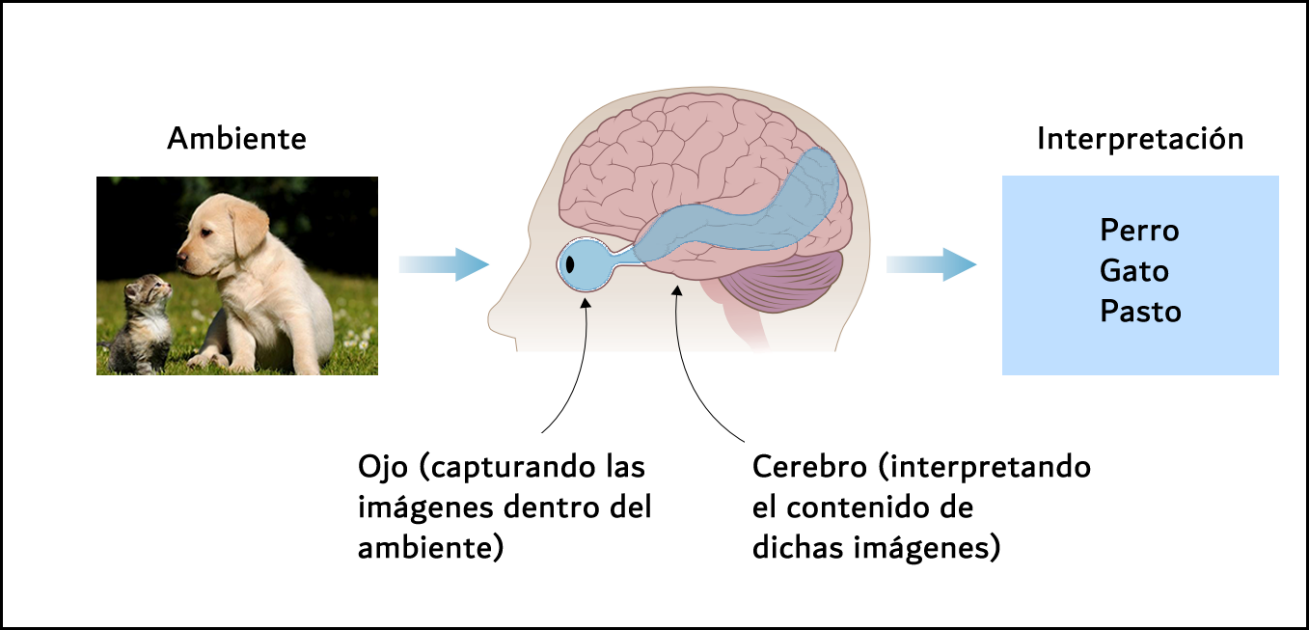 Ambiente
Interpretación
Perro
Gato
Pasto
Ojo (capturando las
imágenes dentro del
ambiente)
Cerebro (interpretando
el contenido de
dichas imágenes)